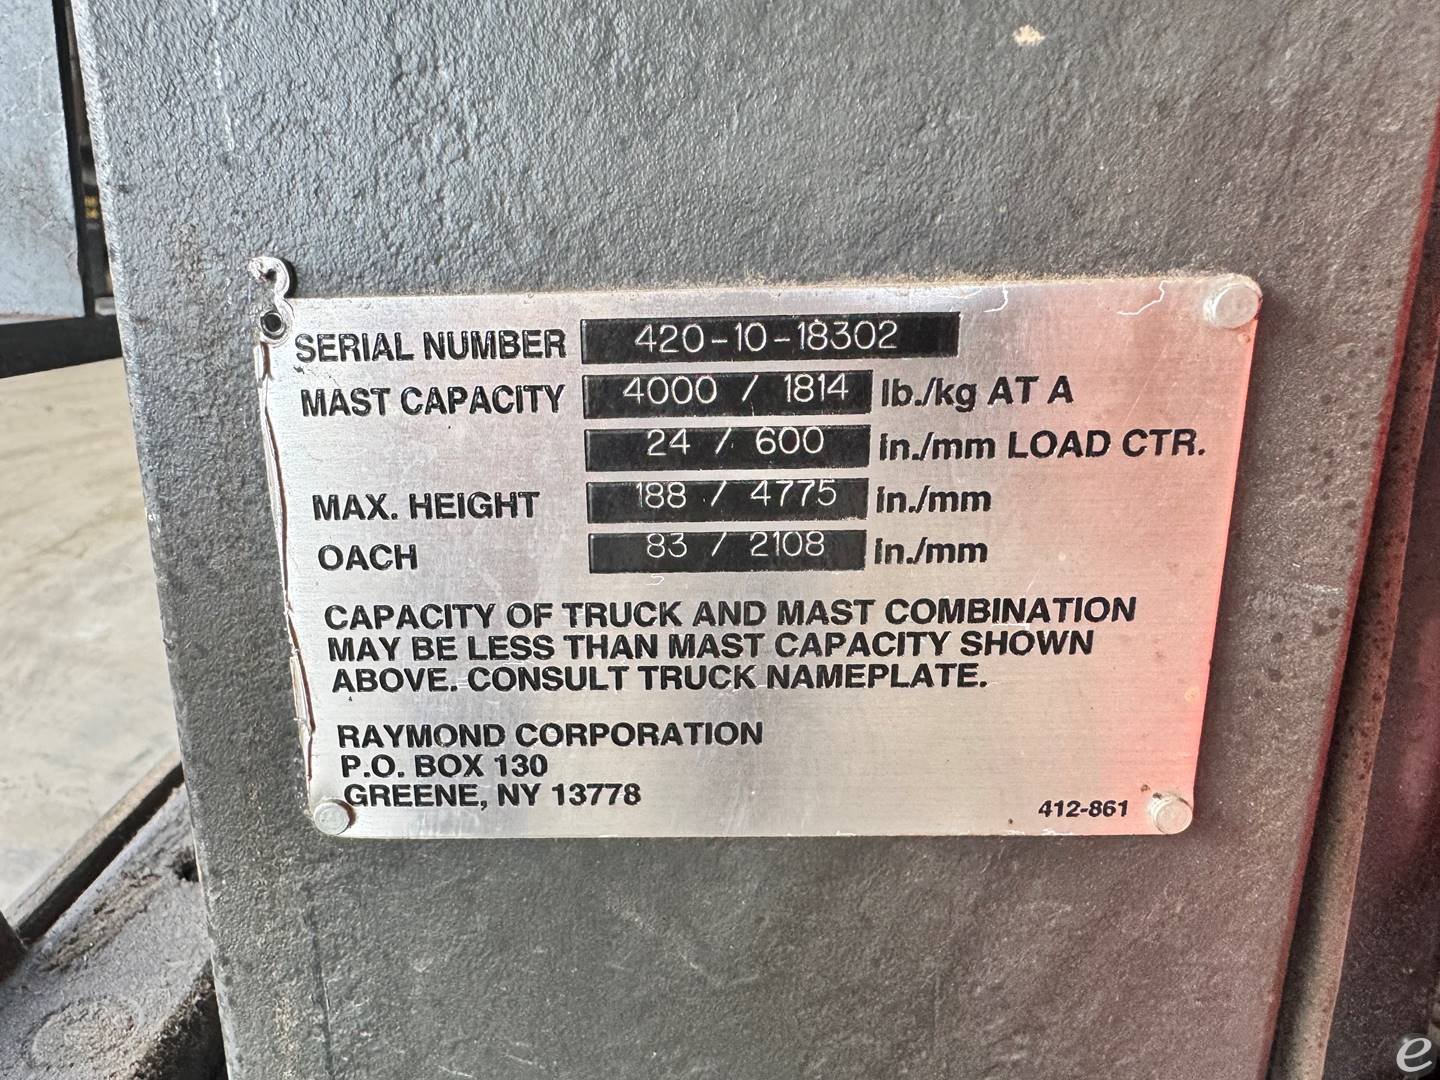 SERIAL NUMBER 420-10-18302
MAST CAPACITY 4000 / 1814 lb./kg AT A
24 / 600 in./mm LOAD CTR.
MAX. HEIGHT 188 / 4775 in./mm
OACH 83 / 2108 in./mm
CAPACITY OF TRUCK AND MAST COMBINATION
MAY BE LESS THAN MAST CAPACITY SHOWN
ABOVE. CONSULT TRUCK NAMEPLATE.
RAYMOND CORPORATION
P.O. BOX 130
GREENE, NY 13778
412-861
e